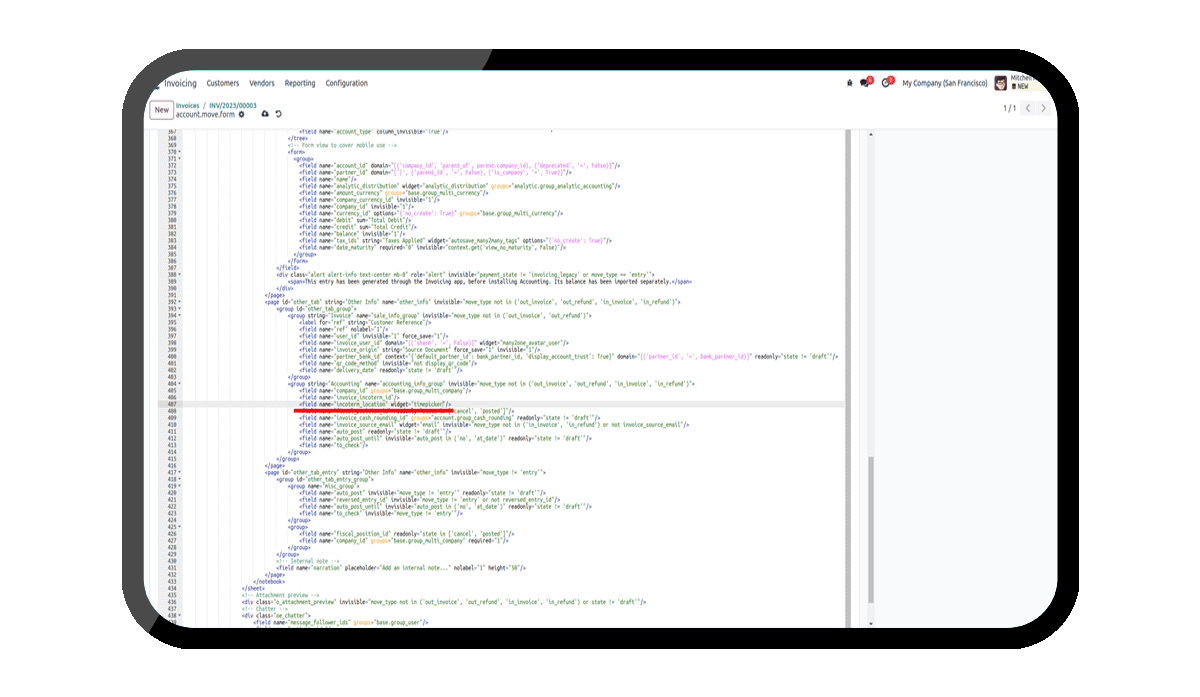 Invoicing Customers Vendors Reporting Configuration
My Company (San Francisco)
Mitchell
NEW
New
Invoices / INV/2023/00003
account.move.form
1/1
367 <field name="account_type" column_invisible="True"/>
368 </tree>
369 <!-- Form view to cover mobile use -->
370 <form>
371 <group>
372 <field name="account_id" domain="[('company_id', 'parent_of', parent.company_id), ('deprecated', '=', False)]"/>
373 <field name="partner_id" domain="['|', ('parent_id', '=', False), ('is_company', '=', True)]"/>
374 <field name="name"/>
375 <field name="analytic_distribution" widget="analytic_distribution" groups="analytic.group_analytic_accounting"/>
376 <field name="amount_currency" groups="base.group_multi_currency"/>
377 <field name="company_currency_id" invisible="1"/>
378 <field name="company_id" invisible="1"/>
379 <field name="currency_id" options="{'no_create': True}" groups="base.group_multi_currency"/>
380 <field name="debit" sum="Total Debit"/>
381 <field name="credit" sum="Total Credit"/>
382 <field name="balance" invisible="1"/>
383 <field name="tax_ids" string="Taxes Applied" widget="autosave_many2many_tags" options="{'no_create': True}"/>
384 <field name="date_maturity" required="0" invisible="context.get('view_no_maturity', False)"/>
385 </group>
386 </form>
387 </field>
388 <div class="alert alert-info text-center mb-0" role="alert" invisible="payment_state != 'invoicing_legacy' or move_type == 'entry'">
389 <span>This entry has been generated through the Invoicing app, before installing Accounting. Its balance has been imported separately.</span>
390 </div>
391 </page>
392 <page id="other_tab" string="Other Info" name="other_info" invisible="move_type not in ('out_invoice', 'out_refund', 'in_invoice', 'in_refund')">
393 <group id="other_tab_group">
394 <group string="Invoice" name="sale_info_group" invisible="move_type not in ('out_invoice', 'out_refund')">
395 <label for="ref" string="Customer Reference"/>
396 <field name="ref" nolabel="1"/>
397 <field name="user_id" invisible="1" force_save="1"/>
398 <field name="invoice_user_id" domain="[('share', '=', False)]" widget="many2one_avatar_user"/>
399 <field name="invoice_origin" string="Source Document" force_save="1" invisible="1"/>
400 <field name="partner_bank_id" context="{'default_partner_id': bank_partner_id, 'display_account_trust': True}" domain="[('partner_id', '=', bank_partner_id)]" readonly="state != 'draft'"/>
401 <field name="qr_code_method" invisible="not display_qr_code"/>
402 <field name="delivery_date" readonly="state != 'draft'"/>
403 </group>
404 <group string="Accounting" name="accounting_info_group" invisible="move_type not in ('out_invoice', 'out_refund', 'in_invoice', 'in_refund')">
405 <field name="company_id" groups="base.group_multi_company"/>
406 <field name="invoice_incoterm_id"/>
407 <field name="incoterm_location" widget="timepicker"/>
408 'cancel', 'posted']"/>
409 <field name="invoice_cash_rounding_id" groups="account.group_cash_rounding" readonly="state != 'draft'"/>
410 <field name="invoice_source_email" widget="email" invisible="move_type not in ('in_invoice', 'in_refund') or not invoice_source_email"/>
411 <field name="auto_post" readonly="state != 'draft'"/>
412 <field name="auto_post_until" invisible="auto_post in ('no', 'at_date')" readonly="state != 'draft'"/>
413 <field name="to_check"/>
414 </group>
415 </group>
416 </page>
417 <page id="other_tab_entry" string="Other Info" name="other_info" invisible="move_type != 'entry'">
418 <group id="other_tab_entry_group">
419 <group name="misc_group">
420 <field name="auto_post" invisible="move_type != 'entry'" readonly="state != 'draft'"/>
421 <field name="reversed_entry_id" invisible="move_type != 'entry' or not reversed_entry_id"/>
422 <field name="auto_post_until" invisible="auto_post in ('no', 'at_date')" readonly="state != 'draft'"/>
423 <field name="to_check" invisible="move_type != 'entry'"/>
424 </group>
425 <group>
426 <field name="fiscal_position_id" readonly="state in ['cancel', 'posted']"/>
427 <field name="company_id" groups="base.group_multi_company" required="1"/>
428 </group>
429 </group>
430 <!-- Internal note -->
431 <field name="narration" placeholder="Add an internal note..." nolabel="1" height="50"/>
432 </page>
433 </notebook>
434 </sheet>
435 <!-- Attachment preview -->
436 <div class="o_attachment_preview" invisible="move_type not in ('out_invoice', 'out_refund', 'in_invoice', 'in_refund') or state != 'draft'"/>
437 <!-- Chatter -->
438 <div class="oe_chatter">
439 <field name="message_follower_ids" groups="base.group_user"/>